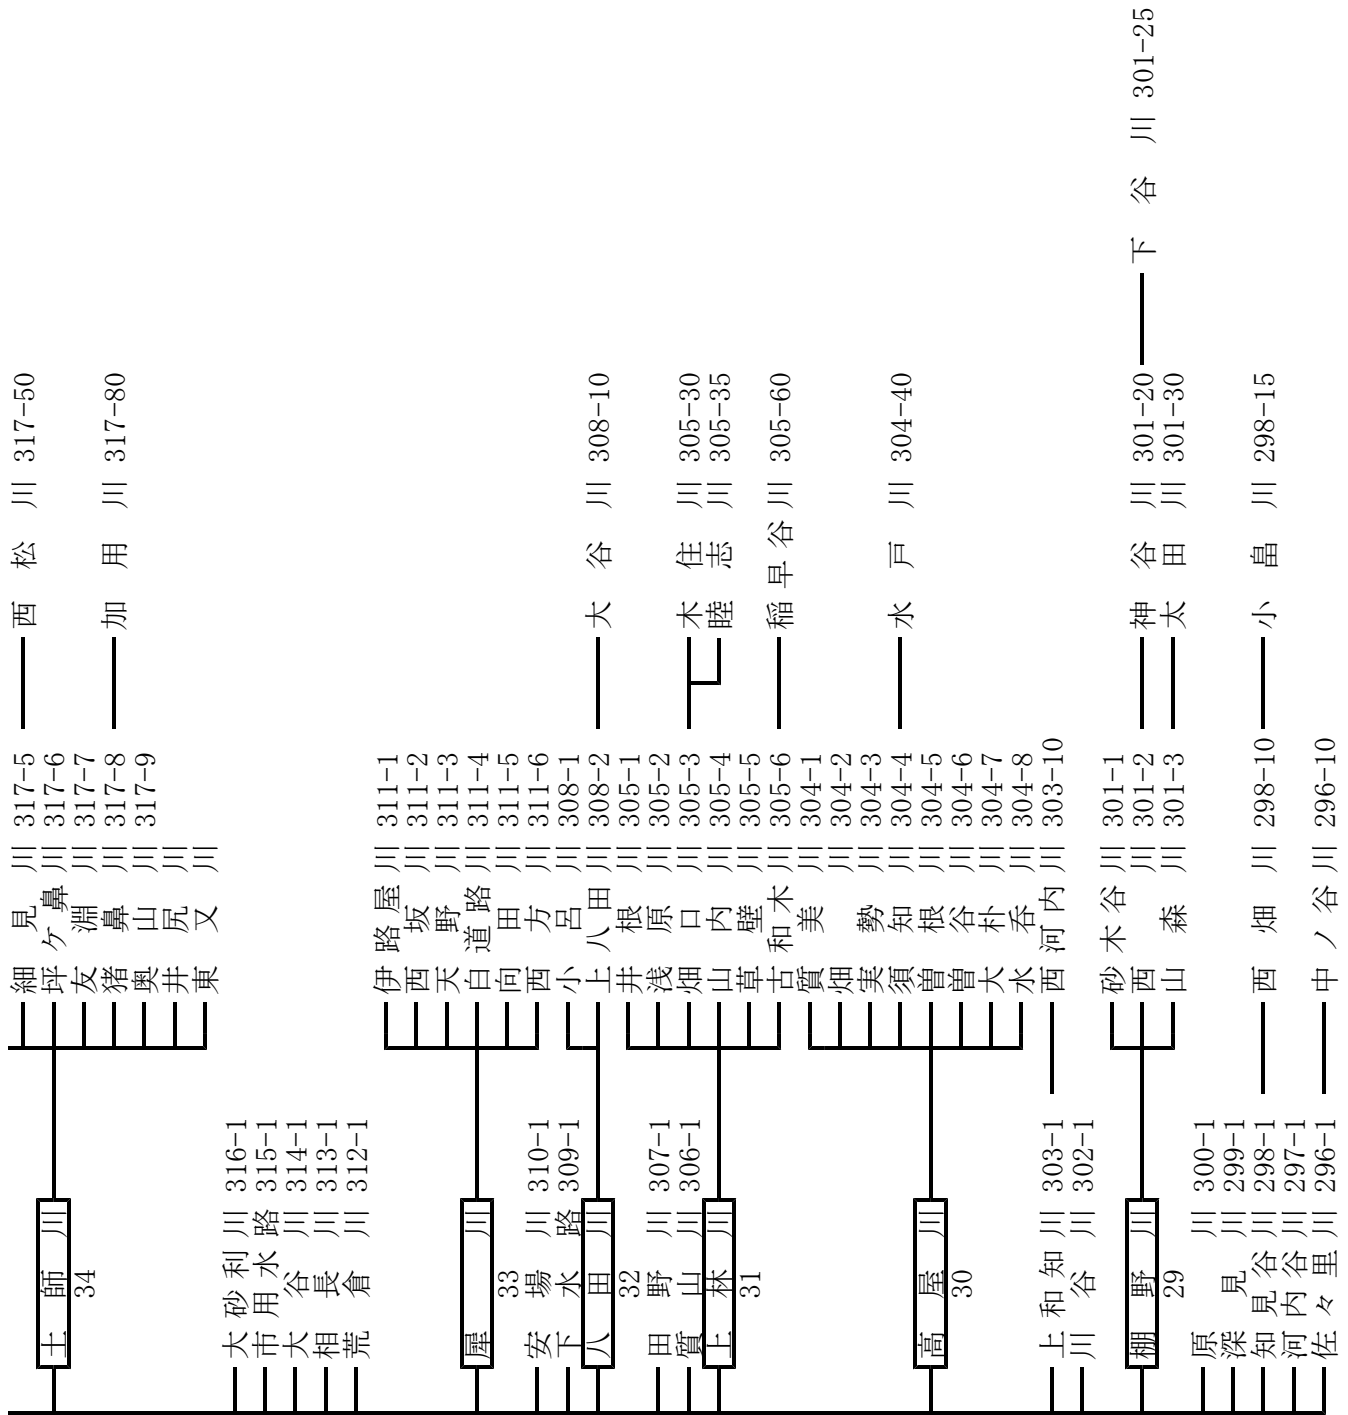 細見川 317-5 西松川 317-50
土師川 坪ケ鼻川 317-6
34 友淵川 317-7
猪鼻川 317-8 加用川 317-80
奥山川 317-9
井尻川
東又川
大砂利川 316-1
市用水路 315-1
大谷川 314-1
相長川 313-1
荒倉川 312-1
伊路屋川 311-1
西坂川 311-2
天野川 311-3
犀川 白道路川 311-4
33 向田川 311-5
安場川 310-1 西方川 311-6
下水路 309-1 小呂川 308-1
八田川 上八田川 308-2 大谷川 308-10
32 井根川 305-1
田野川 307-1 浅原川 305-2
質山川 306-1 畑口川 305-3 木住川 305-30
上林川 山内川 305-4 睦志川 305-35
31 草壁川 305-5
古和木川 305-6 稲早谷川 305-60
質美川 304-1
畑川 304-2
実勢川 304-3
須知川 304-4 水戸川 304-40
高屋川 曽根川 304-5
30 曽谷川 304-6
大朴川 304-7
水呑川 304-8
上和知川 303-1 西河内川 303-10
川谷川 302-1
砂木谷川 301-1
棚野川 西川 301-2 神谷川 301-20 下谷川 301-25
29 山森川 301-3 太田川 301-30
原川 300-1
深見川 299-1
知見谷川 298-1 西畑川 298-10 小畠川 298-15
河内谷川 297-1
佐々里川 296-1 中ノ谷川 296-10